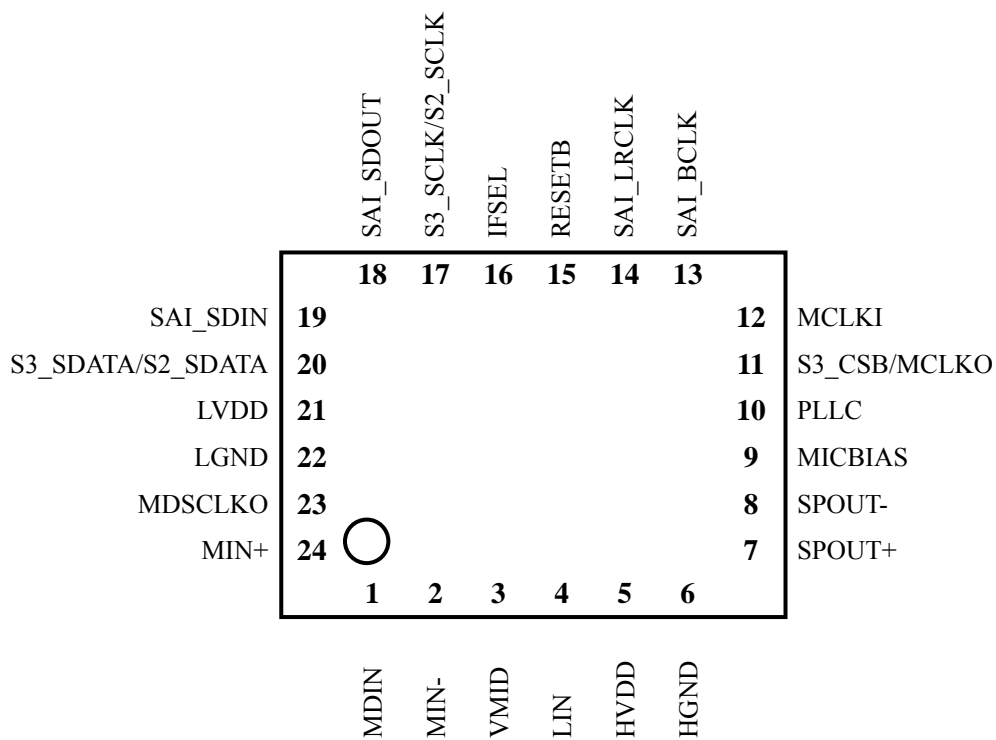 SAI_SDOUT
S3_SCLK/S2_SCLK
IFSEL
RESETB
SAI_LRCLK
SAI_BCLK
18 17 16 15 14 13
SAI_SDIN 19
12 MCLKI
S3_SDATA/S2_SDATA 20
11 S3_CSB/MCLKO
LVDD 21
10 PLLC
LGND 22
9 MICBIAS
MDSCLKO 23
8 SPOUT-
MIN+ 24
7 SPOUT+
1 2 3 4 5 6
MDIN
MIN-
VMID
LIN
HVDD
HGND